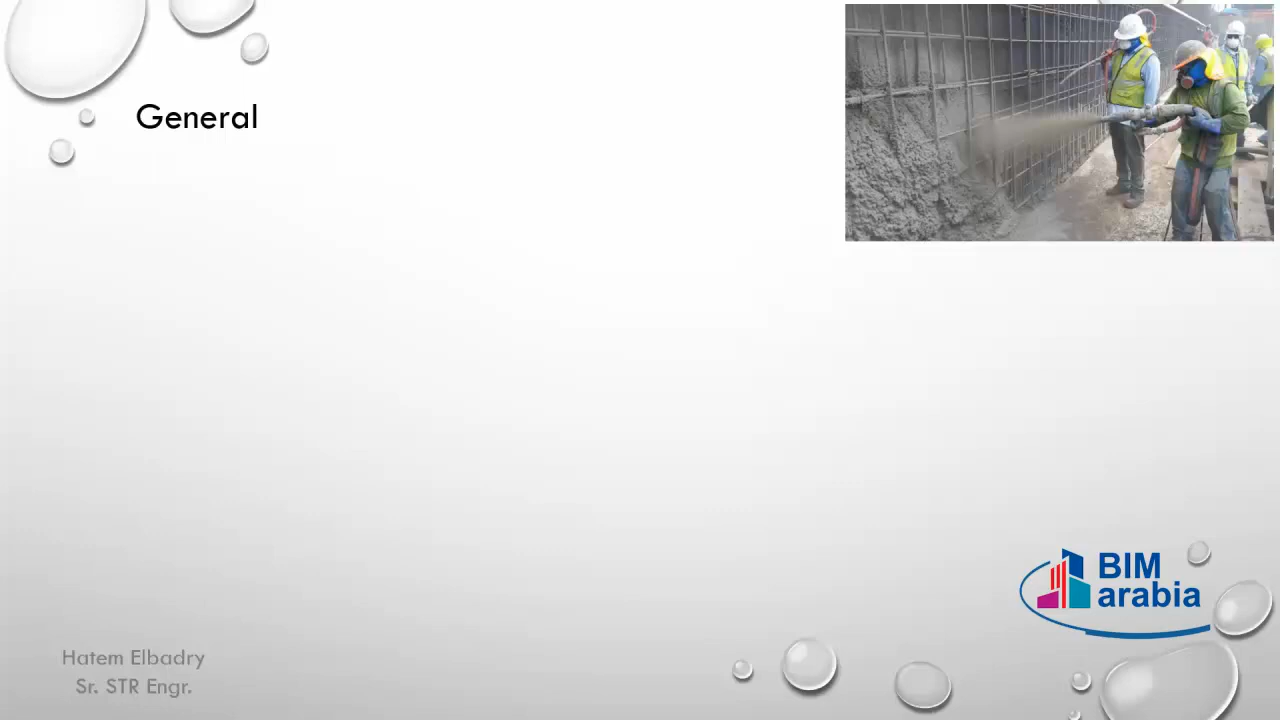 General
BIM
arabia
Hatem Elbadry
Sr. STR Engr.